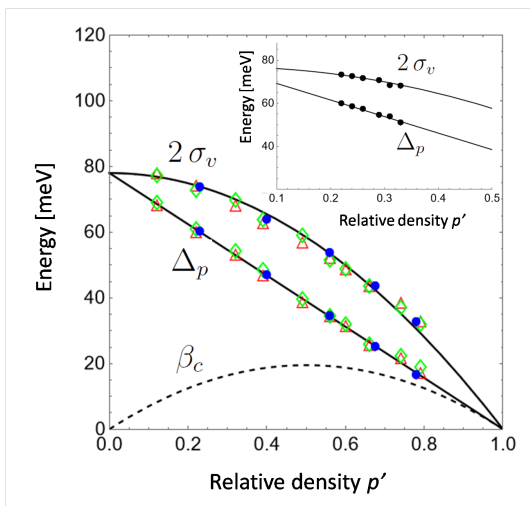 120
100
80
60
40
20
0
Energy [meV]
0.0 0.2 0.4 0.6 0.8 1.0
Relative density p’
2 σv
Δp
βc
80
60
40
Energy [meV]
0.1 0.2 0.3 0.4 0.5
Relative density p’
2 σv
Δp